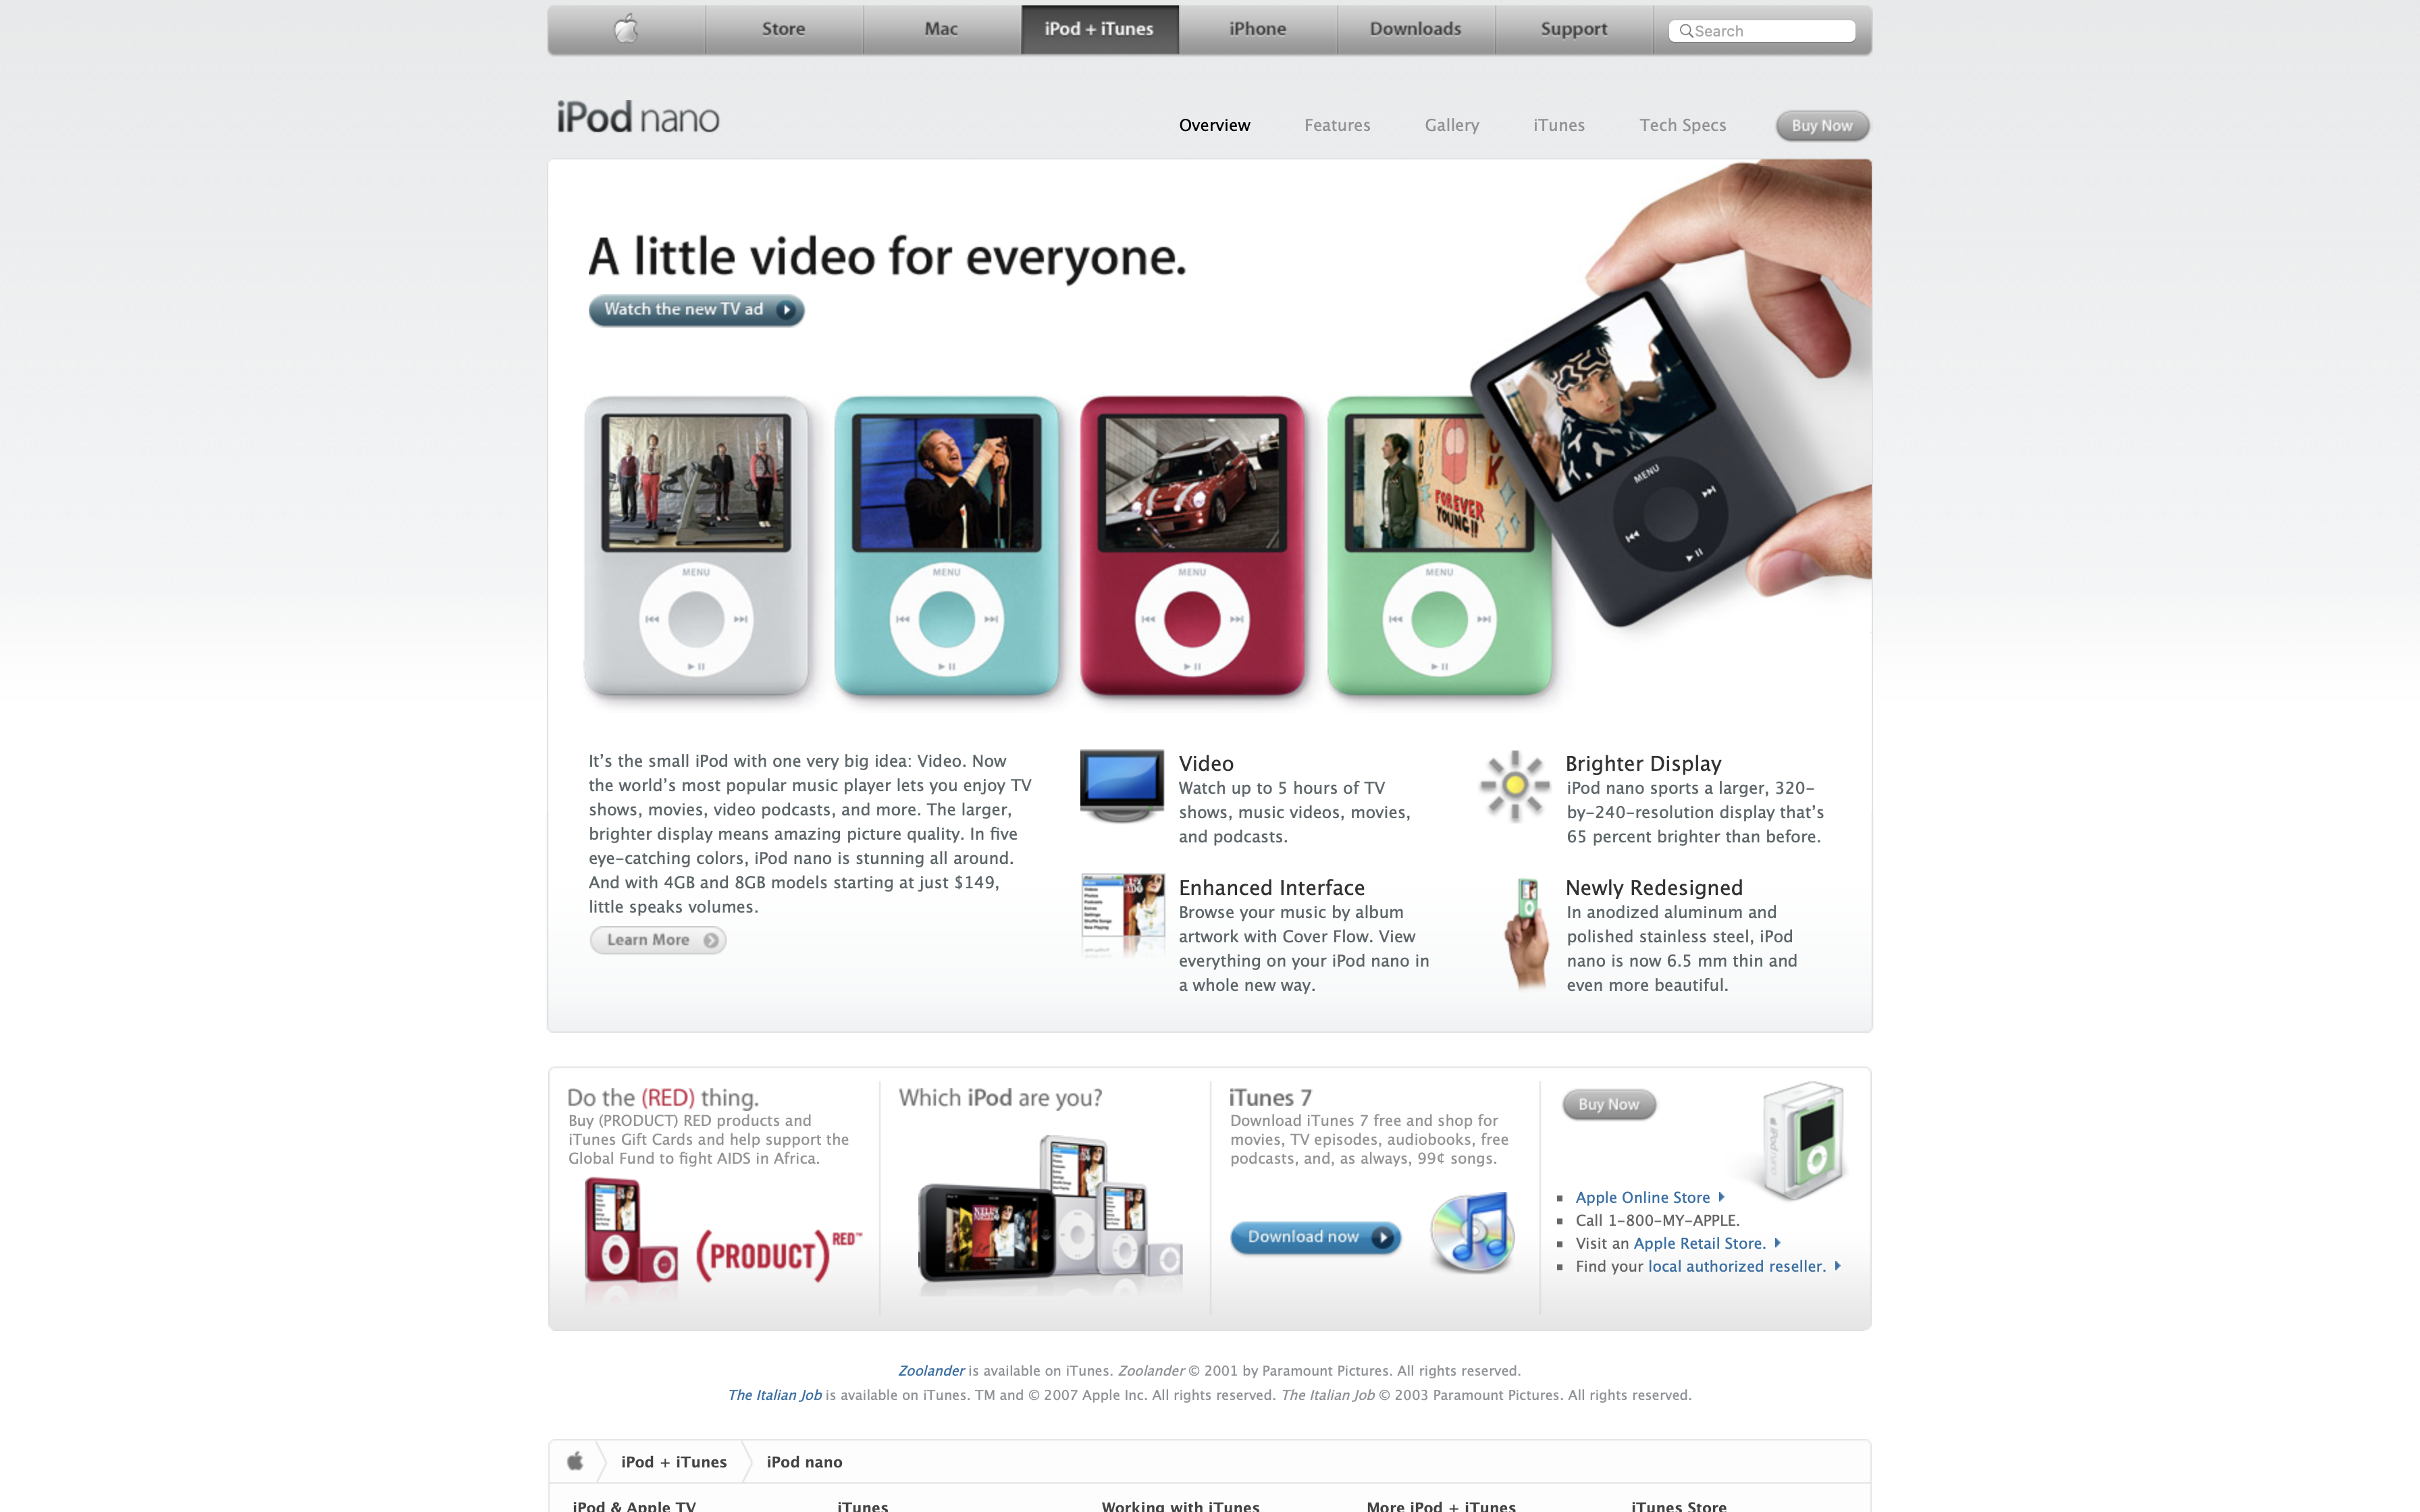 Store
Mac
iPod + iTunes
iPhone
Downloads
Support
Search
iPod nano
Overview
Features
Gallery
iTunes
Tech Specs
Buy Now
A little video for everyone.
Watch the new TV ad
FOREVER
YOUNG!!
MENU
MENU
MENU
MENU
MENU
It’s the small iPod with one very big idea: Video. Now
the world’s most popular music player lets you enjoy TV
shows, movies, video podcasts, and more. The larger,
brighter display means amazing picture quality. In five
eye-catching colors, iPod nano is stunning all around.
And with 4GB and 8GB models starting at just $149,
little speaks volumes.
Learn More
Video
Watch up to 5 hours of TV
shows, music videos, movies,
and podcasts.
Brighter Display
iPod nano sports a larger, 320-
by-240-resolution display that’s
65 percent brighter than before.
Enhanced Interface
Browse your music by album
artwork with Cover Flow. View
everything on your iPod nano in
a whole new way.
Newly Redesigned
In anodized aluminum and
polished stainless steel, iPod
nano is now 6.5 mm thin and
even more beautiful.
Do the (RED) thing.
Buy (PRODUCT) RED products and
iTunes Gift Cards and help support the
Global Fund to fight AIDS in Africa.
(PRODUCT) RED™
Which iPod are you?
iTunes 7
Download iTunes 7 free and shop for
movies, TV episodes, audiobooks, free
podcasts, and, as always, 99¢ songs.
Download now
Buy Now
iPod nano
Apple Online Store
Call 1-800-MY-APPLE.
Visit an Apple Retail Store.
Find your local authorized reseller.
Zoolander is available on iTunes. Zoolander © 2001 by Paramount Pictures. All rights reserved.
The Italian Job is available on iTunes. TM and © 2007 Apple Inc. All rights reserved. The Italian Job © 2003 Paramount Pictures. All rights reserved.
iPod + iTunes
iPod nano
iPod & Apple TV
iTunes
Working with iTunes
More iPod + iTunes
iTunes Store